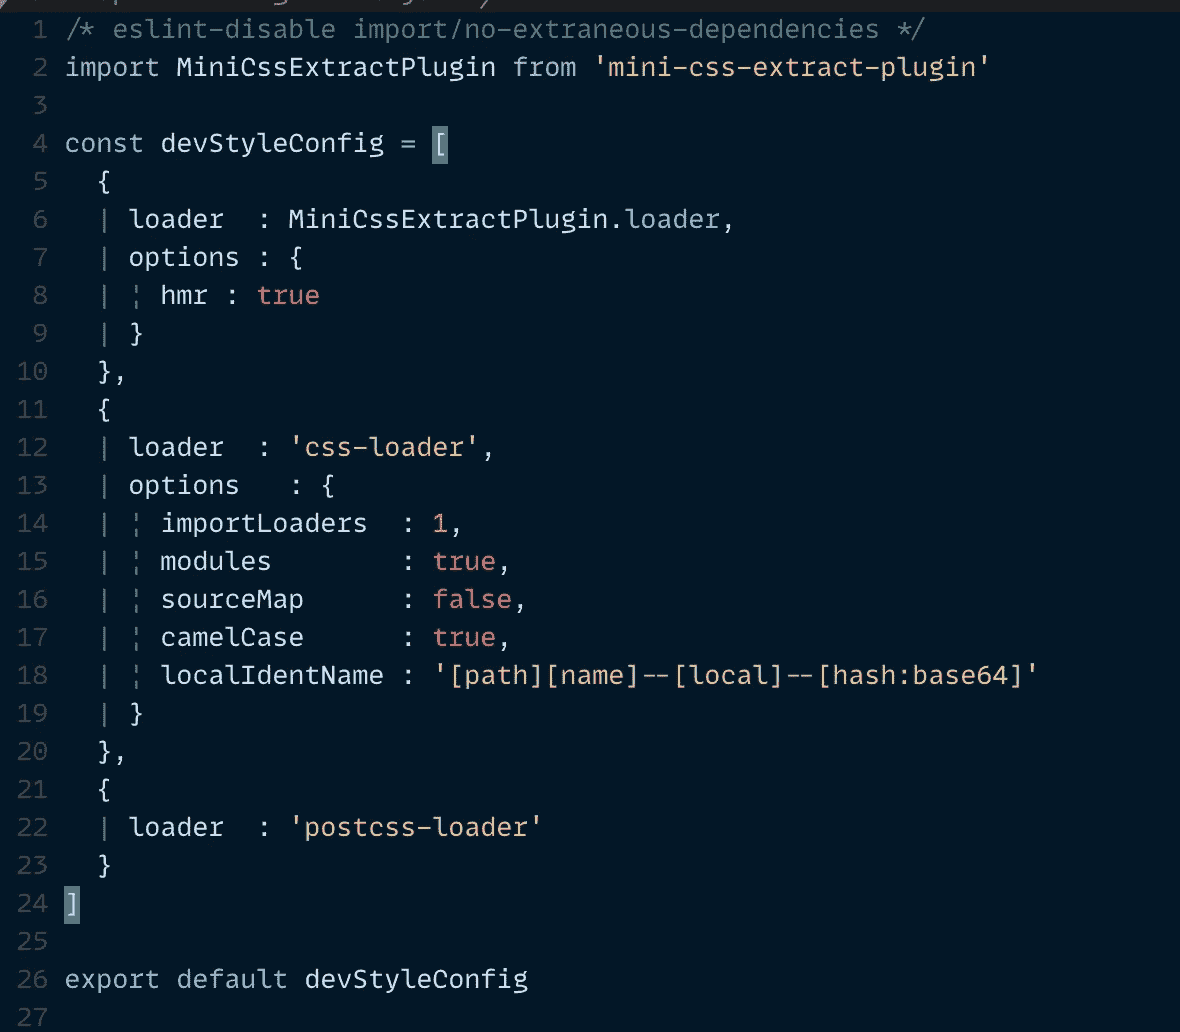 1 /* eslint-disable import/no-extraneous-dependencies */
2 import MiniCssExtractPlugin from 'mini-css-extract-plugin'
3
4 const devStyleConfig = [
5   {
6     loader  : MiniCssExtractPlugin.loader,
7     options : {
8       hmr : true
9     }
10   },
11   {
12     loader  : 'css-loader',
13     options   : {
14       importLoaders  : 1,
15       modules        : true,
16       sourceMap      : false,
17       camelCase      : true,
18       localIdentName : '[path][name]--[local]--[hash:base64]'
19     }
20   },
21   {
22     loader  : 'postcss-loader'
23   }
24 ]
25
26 export default devStyleConfig
27